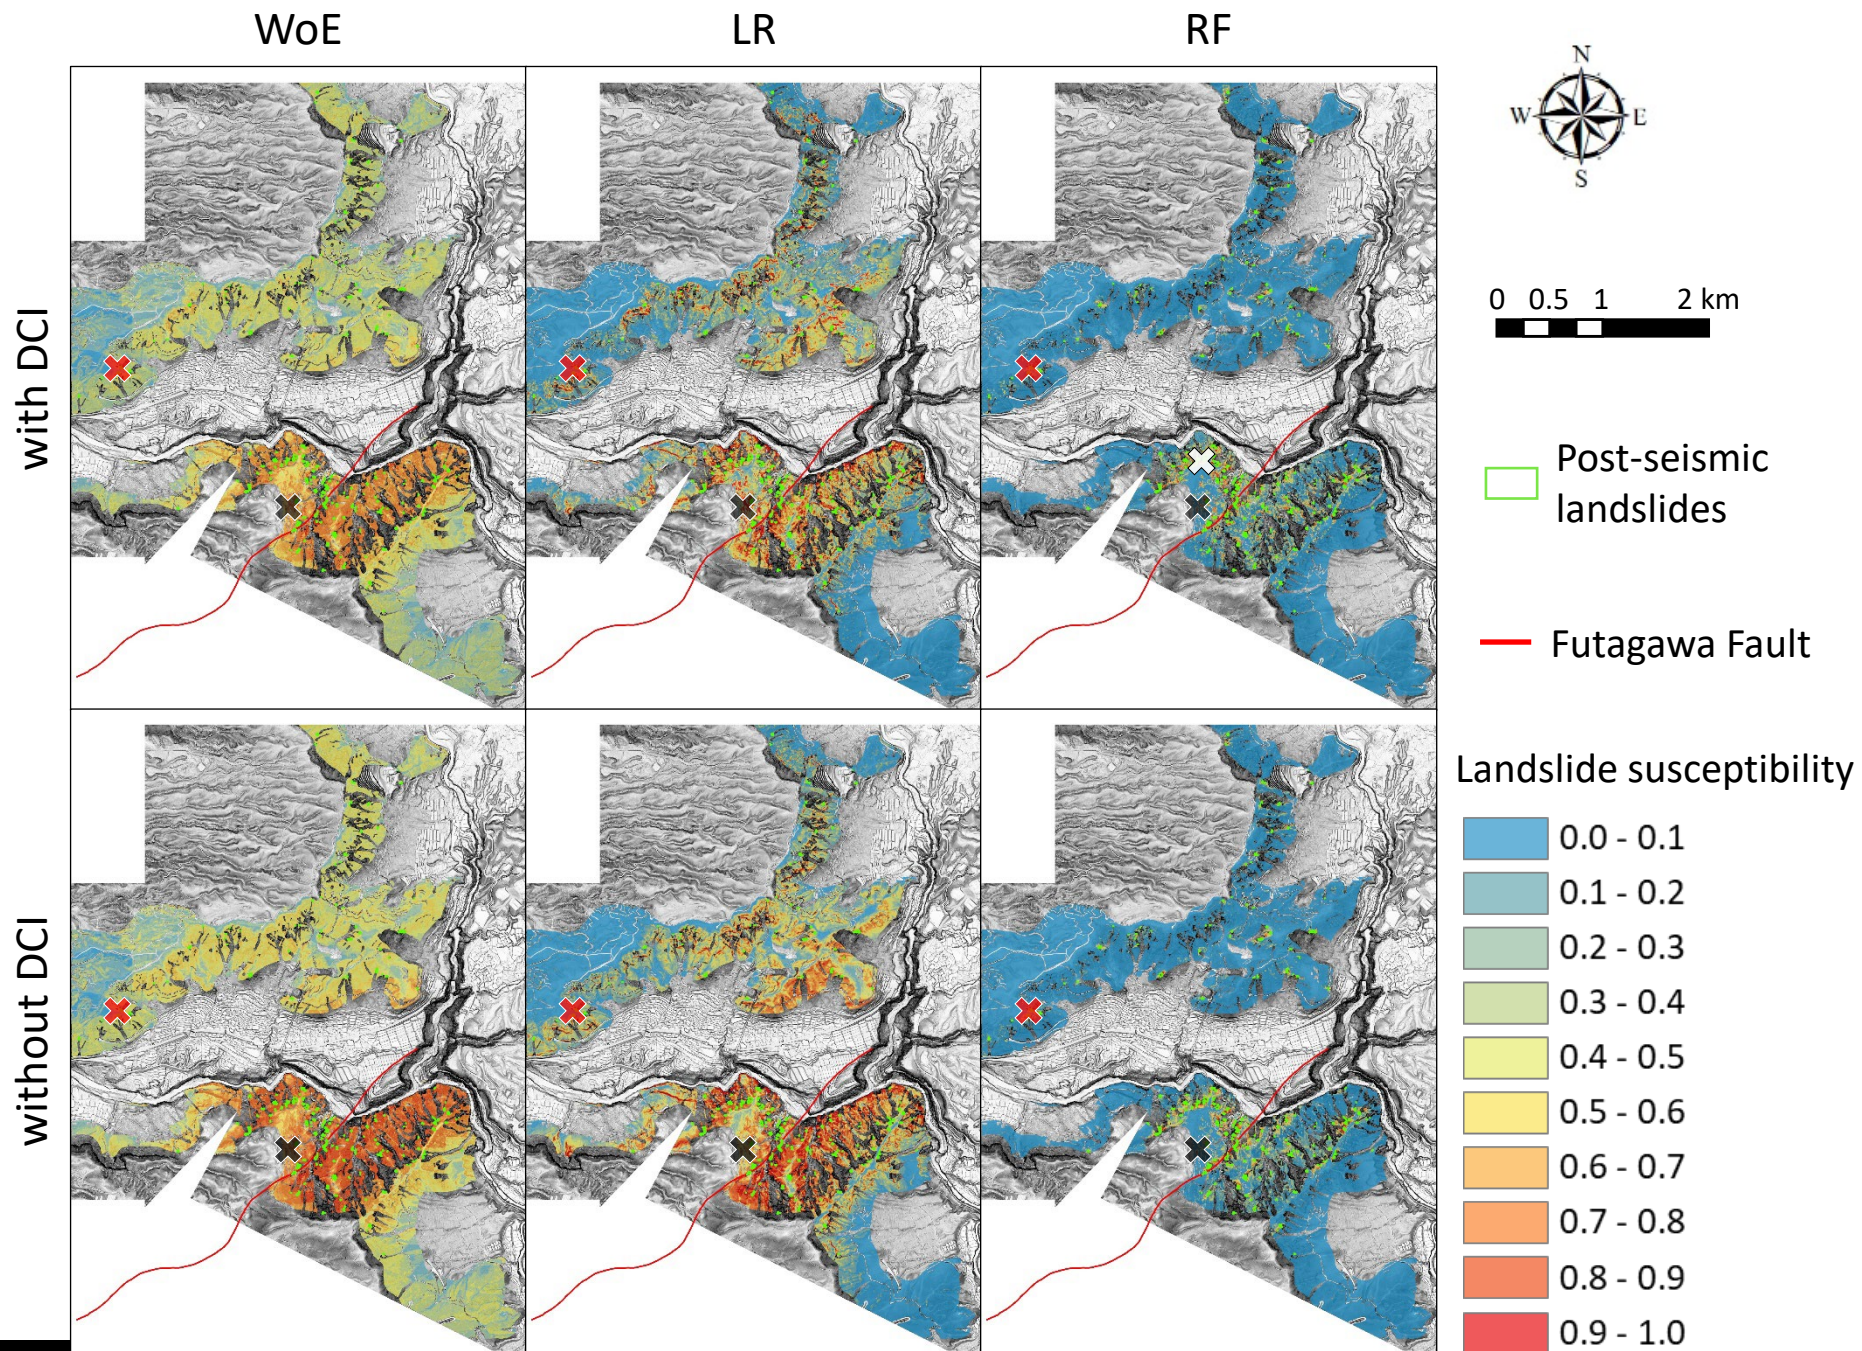 WoE
LR
RF
with DCI
without DCI
N
W
E
S
0 0.5 1 2 km
Post-seismic
landslides
Futagawa Fault
Landslide susceptibility
0.0 - 0.1
0.1 - 0.2
0.2 - 0.3
0.3 - 0.4
0.4 - 0.5
0.5 - 0.6
0.6 - 0.7
0.7 - 0.8
0.8 - 0.9
0.9 - 1.0